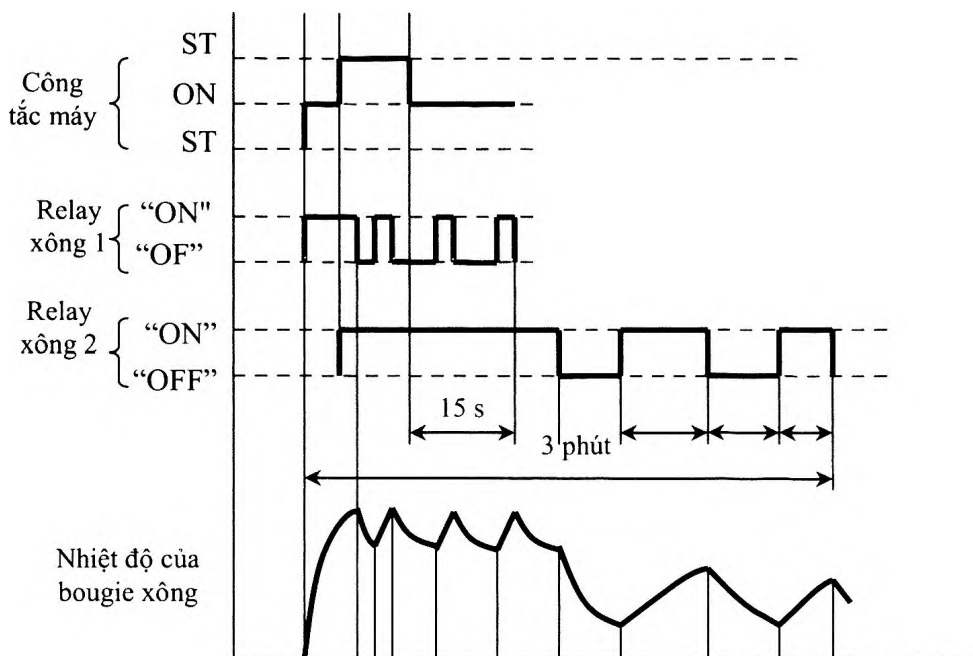 ST
Công
tắc máy
ON
ST
Relay
xông 1
“ON"
“OF”
Relay
xông 2
“ON”
“OFF”
15 s
3 phút
Nhiệt độ của
bougie xông